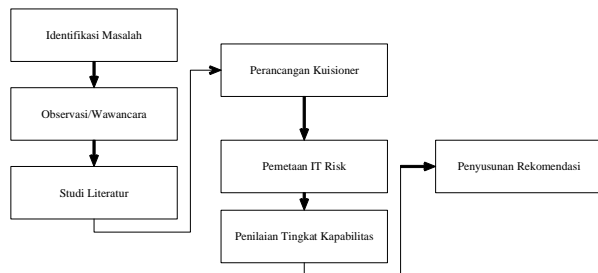 Identifikasi Masalah
Observasi/Wawancara
Studi Literatur
Perancangan Kuisioner
Pemetaan IT Risk
Penilaian Tingkat Kapabilitas
Penyusunan Rekomendasi